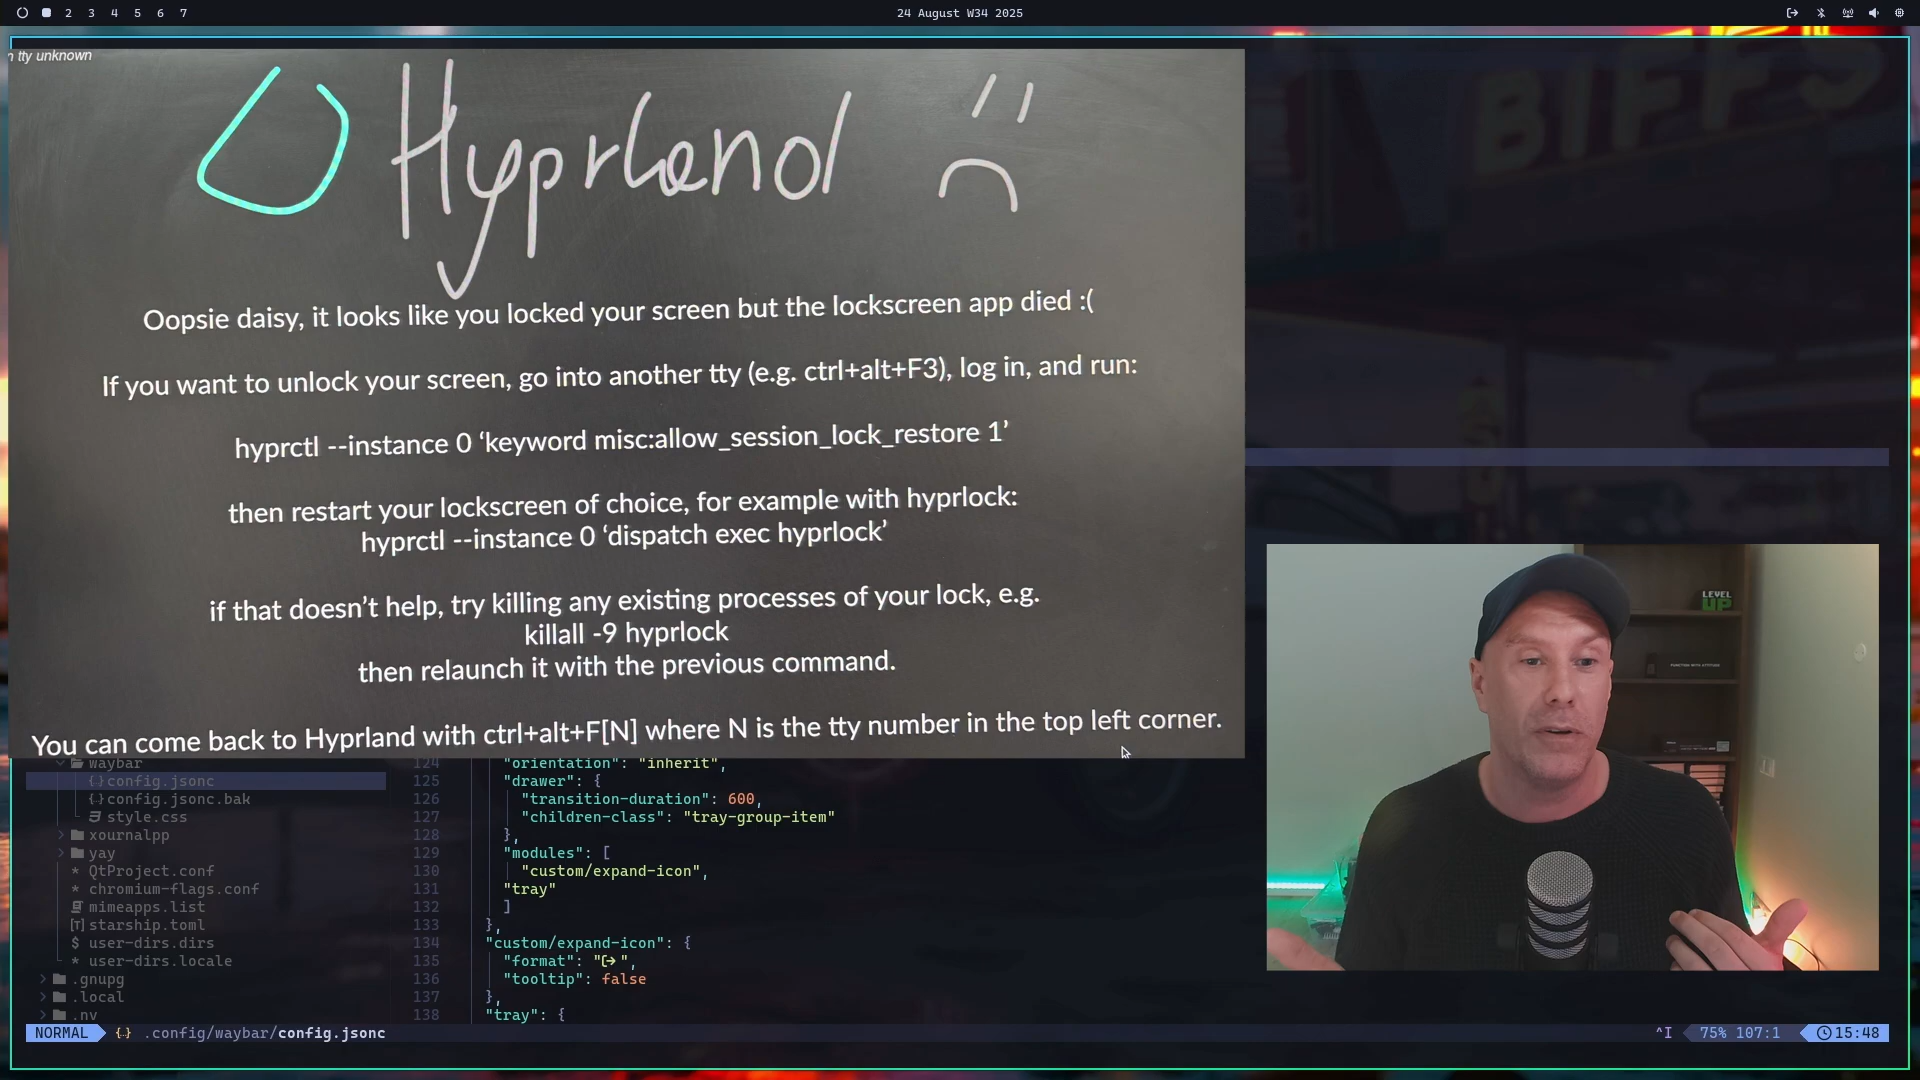 2 3 4 5 6 7
24 August W34 2025
n tty unknown
Hyprland
BIFFS
Oopsie daisy, it looks like you locked your screen but the lockscreen app died :(
If you want to unlock your screen, go into another tty (e.g. ctrl+alt+F3), log in, and run:
hyprctl --instance 0 ‘keyword misc:allow_session_lock_restore 1’
then restart your lockscreen of choice, for example with hyprlock:
hyprctl --instance 0 ‘dispatch exec hyprlock’
if that doesn’t help, try killing any existing processes of your lock, e.g.
killall -9 hyprlock
then relaunch it with the previous command.
You can come back to Hyprland with ctrl+alt+F[N] where N is the tty number in the top left corner.
LEVEL
UP
waybar
config.jsonc
config.jsonc.bak
style.css
xournalpp
yay
QtProject.conf
chromium-flags.conf
mimeapps.list
starship.toml
user-dirs.dirs
user-dirs.locale
.gnupg
.local
.nv
124 "orientation": "inherit",
125 "drawer": {
126 "transition-duration": 600,
127 "children-class": "tray-group-item"
128 },
129 "modules": [
130 "custom/expand-icon",
131 "tray"
132 ]
133 },
134 "custom/expand-icon": {
135 "format": " ",
136 "tooltip": false
137 },
138 "tray": {
NORMAL {..} .config/waybar/config.jsonc
^I 75% 107:1 15:48